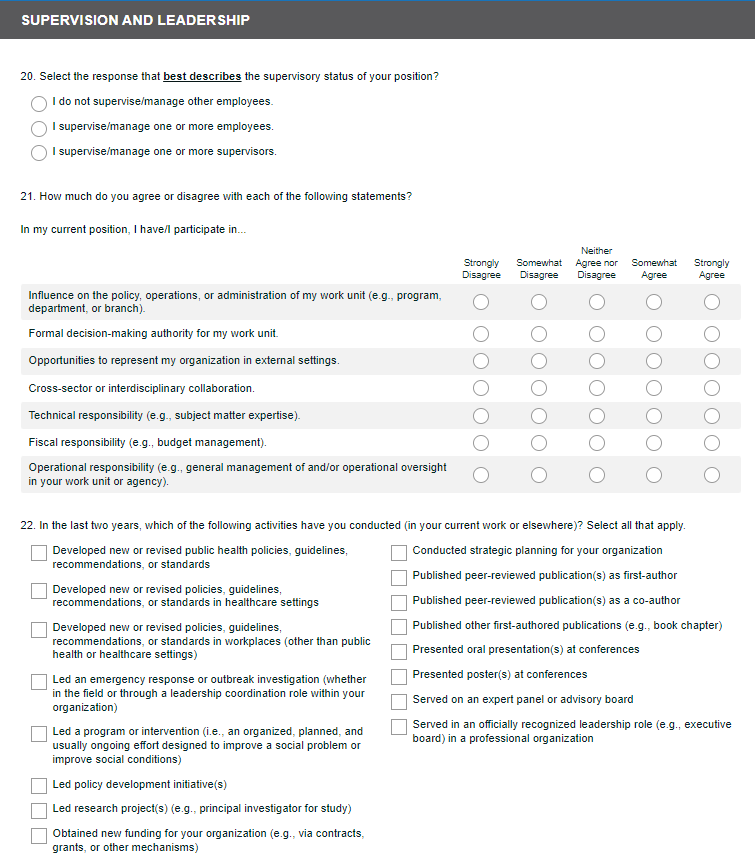 SUPERVISION AND LEADERSHIP
20. Select the response that best describes the supervisory status of your position?
I do not supervise/manage other employees.
I supervise/manage one or more employees.
I supervise/manage one or more supervisors.
21. How much do you agree or disagree with each of the following statements?
In my current position, I have/I participate in...
Strongly
Disagree
Somewhat
Disagree
Neither
Agree nor
Disagree
Somewhat
Agree
Strongly
Agree
Influence on the policy, operations, or administration of my work unit (e.g., program,
department, or branch).
Formal decision-making authority for my work unit.
Opportunities to represent my organization in external settings.
Cross-sector or interdisciplinary collaboration.
Technical responsibility (e.g., subject matter expertise).
Fiscal responsibility (e.g., budget management).
Operational responsibility (e.g., general management of and/or operational oversight
in your work unit or agency).
22. In the last two years, which of the following activities have you conducted (in your current work or elsewhere)? Select all that apply.
Developed new or revised public health policies, guidelines,
recommendations, or standards
Developed new or revised policies, guidelines,
recommendations, or standards in healthcare settings
Developed new or revised policies, guidelines,
recommendations, or standards in workplaces (other than public
health or healthcare settings)
Led an emergency response or outbreak investigation (whether
in the field or through a leadership coordination role within your
organization)
Led a program or intervention (i.e., an organized, planned, and
usually ongoing effort designed to improve a social problem or
improve social conditions)
Led policy development initiative(s)
Led research project(s) (e.g., principal investigator for study)
Obtained new funding for your organization (e.g., via contracts,
grants, or other mechanisms)
Conducted strategic planning for your organization
Published peer-reviewed publication(s) as first-author
Published peer-reviewed publication(s) as a co-author
Published other first-authored publications (e.g., book chapter)
Presented oral presentation(s) at conferences
Presented poster(s) at conferences
Served on an expert panel or advisory board
Served in an officially recognized leadership role (e.g., executive
board) in a professional organization